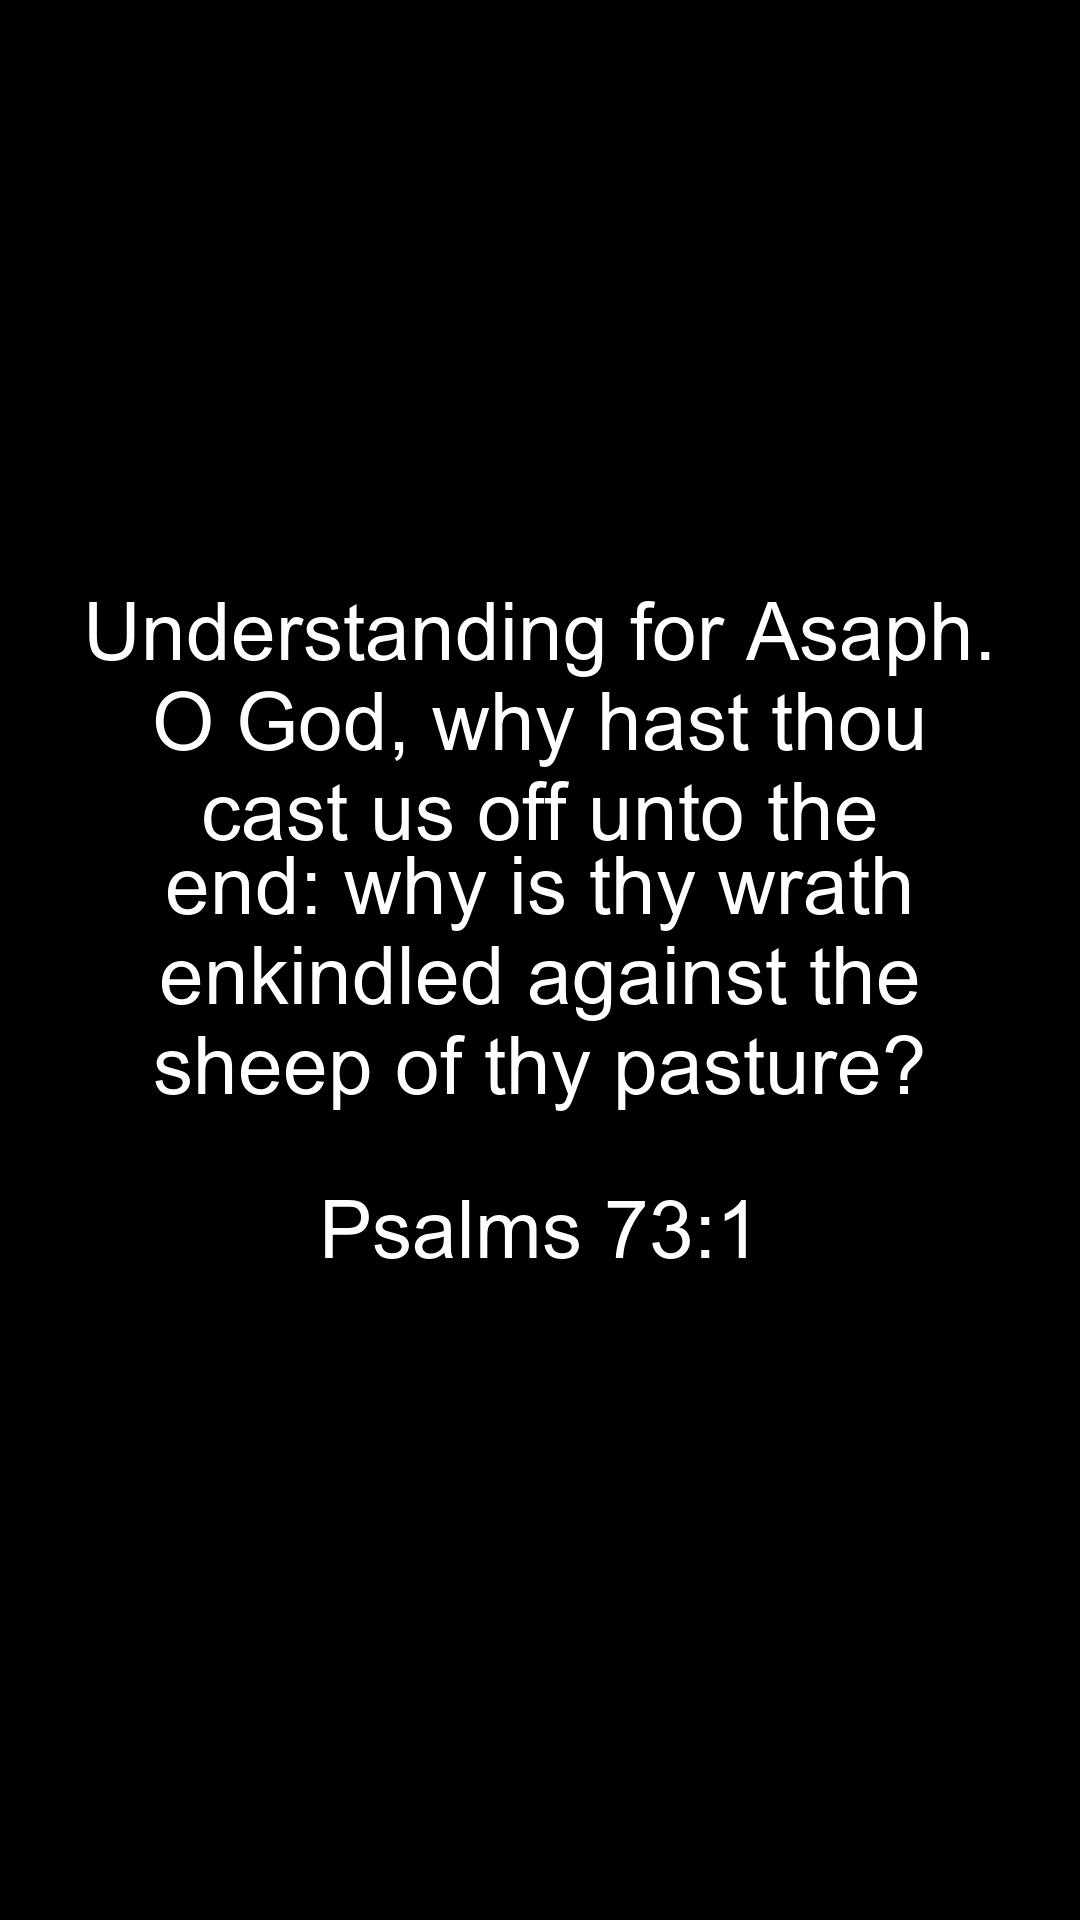 Understanding for Asaph.
O God, why hast thou
cast us off unto the
end: why is thy wrath
enkindled against the
sheep of thy pasture?
Psalms 73:1